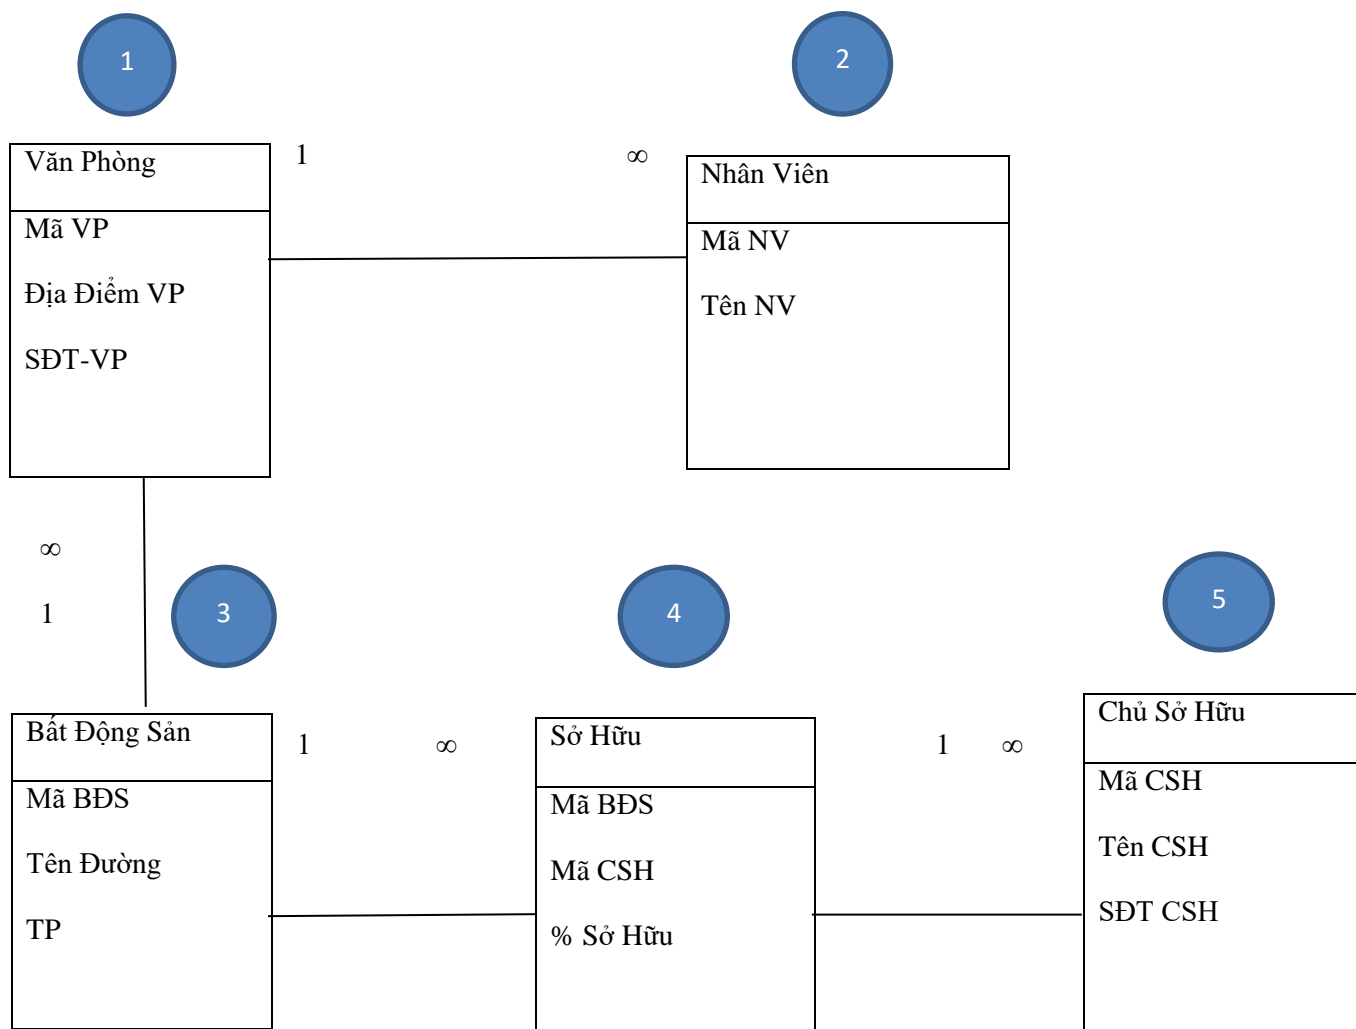 1
2
Văn Phòng
Mã VP
Địa Điểm VP
SĐT-VP
1 ∞
Nhân Viên
Mã NV
Tên NV
∞
1
3
4
5
Bất Động Sản
Mã BĐS
Tên Đường
TP
1 ∞
Sở Hữu
Mã BĐS
Mã CSH
% Sở Hữu
1 ∞
Chủ Sở Hữu
Mã CSH
Tên CSH
SĐT CSH